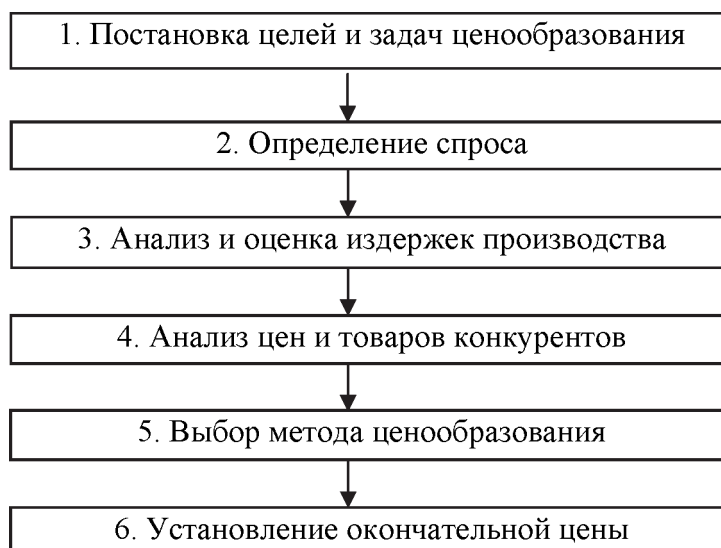 1. Постановка целей и задач ценообразования
2. Определение спроса
3. Анализ и оценка издержек производства
4. Анализ цен и товаров конкурентов
5. Выбор метода ценообразования
6. Установление окончательной цены